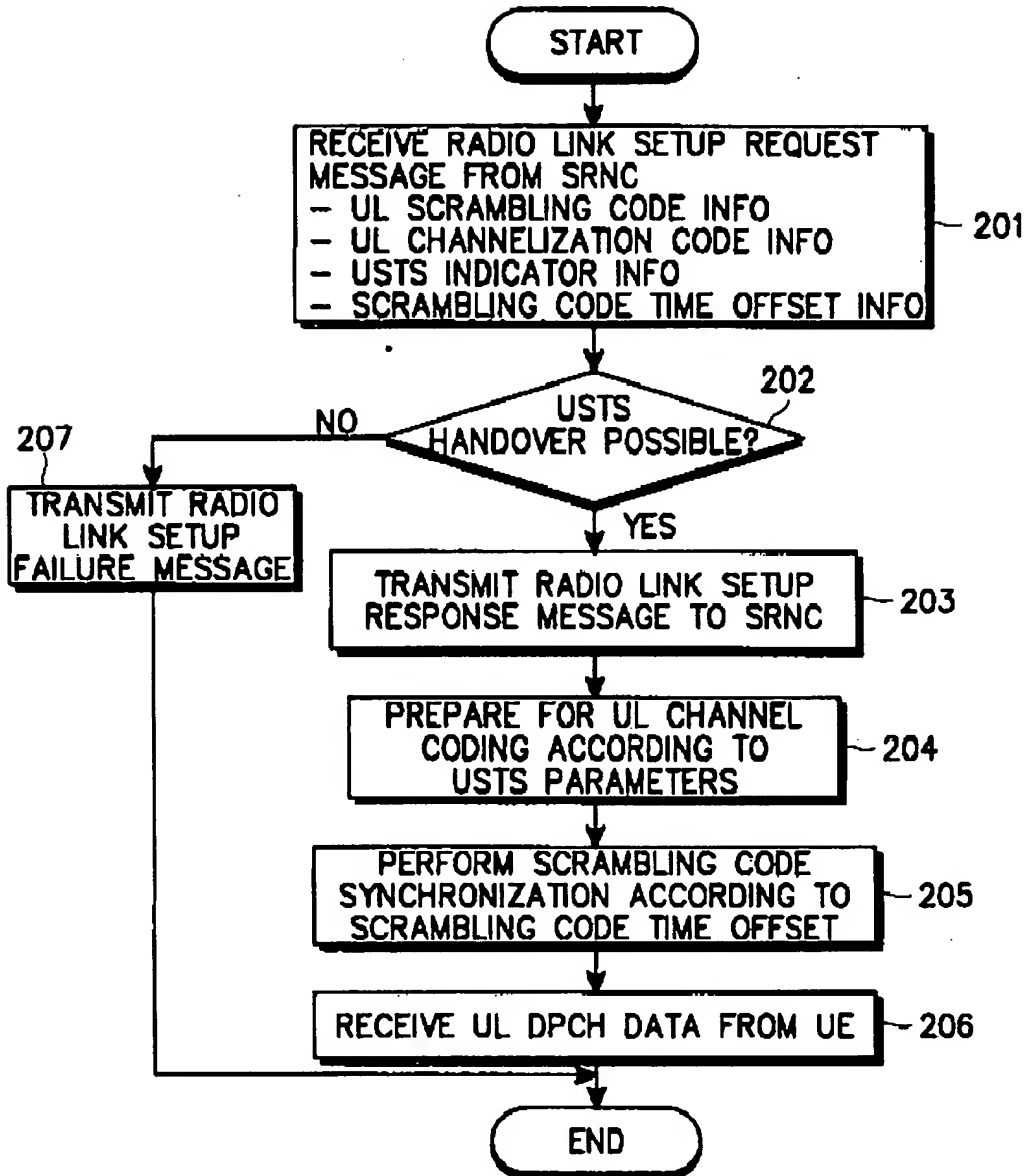 START
RECEIVE RADIO LINK SETUP REQUEST
MESSAGE FROM SRNC
- UL SCRAMBLING CODE INFO
- UL CHANNELIZATION CODE INFO
- USTS INDICATOR INFO
- SCRAMBLING CODE TIME OFFSET INFO
201
202
USTS
HANDOVER POSSIBLE?
NO
YES
207
TRANSMIT RADIO
LINK SETUP
FAILURE MESSAGE
TRANSMIT RADIO LINK SETUP
RESPONSE MESSAGE TO SRNC
203
PREPARE FOR UL CHANNEL
CODING ACCORDING TO
USTS PARAMETERS
204
PERFORM SCRAMBLING CODE
SYNCHRONIZATION ACCORDING TO
SCRAMBLING CODE TIME OFFSET
205
RECEIVE UL DPCH DATA FROM UE
206
END